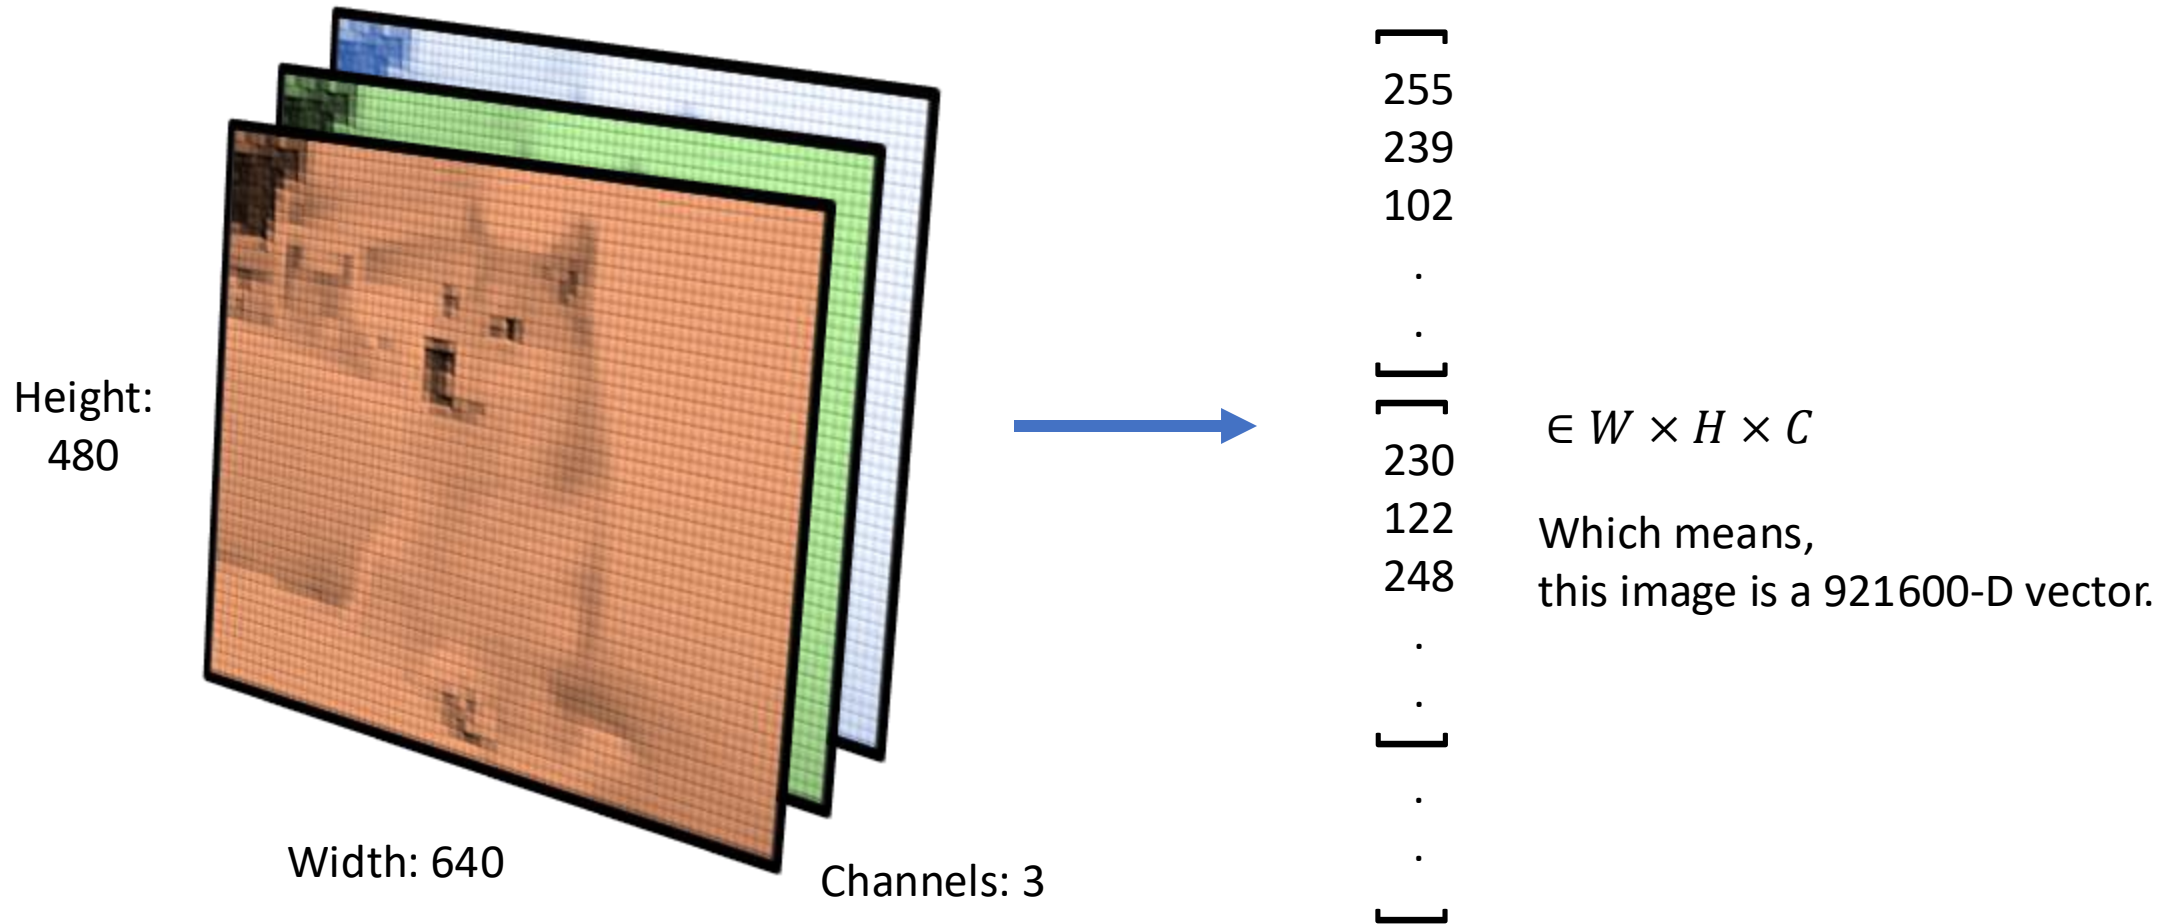 Height:
480
Width: 640
Channels: 3
255
239
102
.
.
230
122
248
.
.
.
.
∈ W × H × C
Which means,
this image is a 921600-D vector.